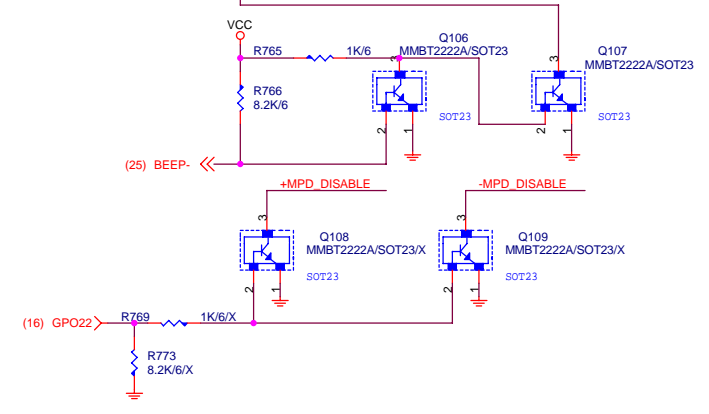 VCC
R765
1K/6
Q106
MMBT2222A/SOT23
3
2
1
SOT23
Q107
MMBT2222A/SOT23
3
2
1
SOT23
R766
8.2K/6
(25) BEEP-
+MPD_DISABLE
-MPD_DISABLE
3
Q108
MMBT2222A/SOT23/X
SOT23
2
1
3
Q109
MMBT2222A/SOT23/X
SOT23
2
1
(16) GPO22
R769
1K/6/X
R773
8.2K/6/X